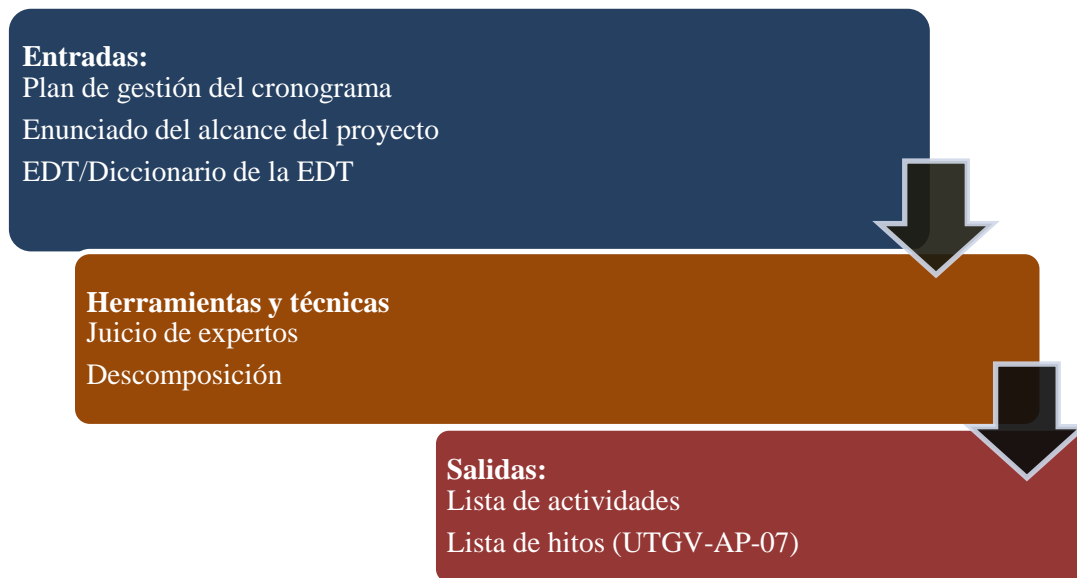 Entradas:
Plan de gestión del cronograma
Enunciado del alcance del proyecto
EDT/Diccionario de la EDT
Herramientas y técnicas
Juicio de expertos
Descomposición
Salidas:
Lista de actividades
Lista de hitos (UTGV-AP-07)